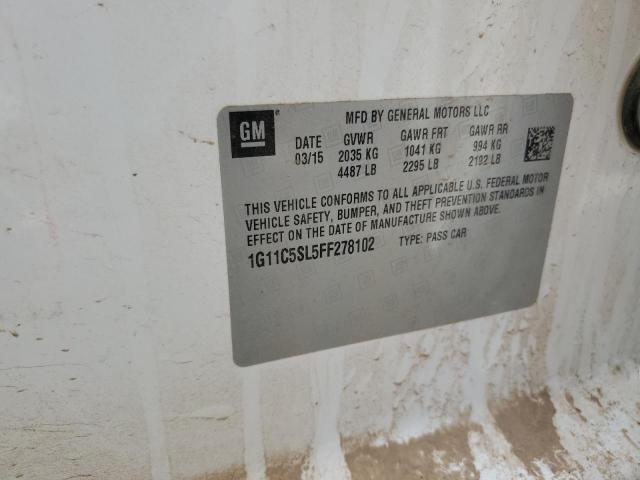 GM
MFD BY GENERAL MOTORS LLC
DATE GVWR GAWR FRT GAWR RR
03/15 2035 KG 1041 KG 994 KG
4487 LB 2295 LB 2192 LB
THIS VEHICLE CONFORMS TO ALL APPLICABLE U.S. FEDERAL MOTOR
VEHICLE SAFETY, BUMPER, AND THEFT PREVENTION STANDARDS IN
EFFECT ON THE DATE OF MANUFACTURE SHOWN ABOVE.
1G11C5SL5FF278102 TYPE: PASS CAR